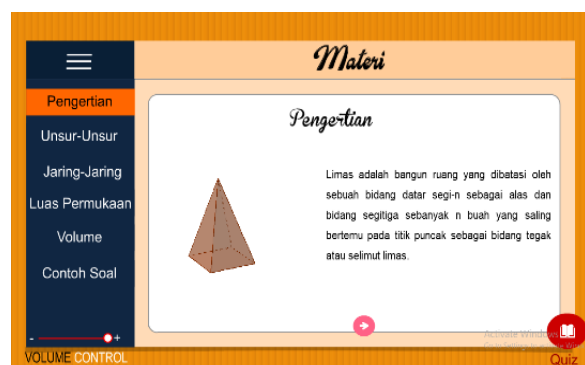 Materi
Pengertian
Unsur-Unsur
Jaring-Jaring
Luas Permukaan
Volume
Contoh Soal
- +
VOLUME CONTROL
Pengertian
Limas adalah bangun ruang yang dibatasi oleh
sebuah bidang datar segi-n sebagai alas dan
bidang segitiga sebanyak n buah yang saling
bertemu pada titik puncak sebagai bidang tegak
atau selimut limas.
Activate Windows
Quiz